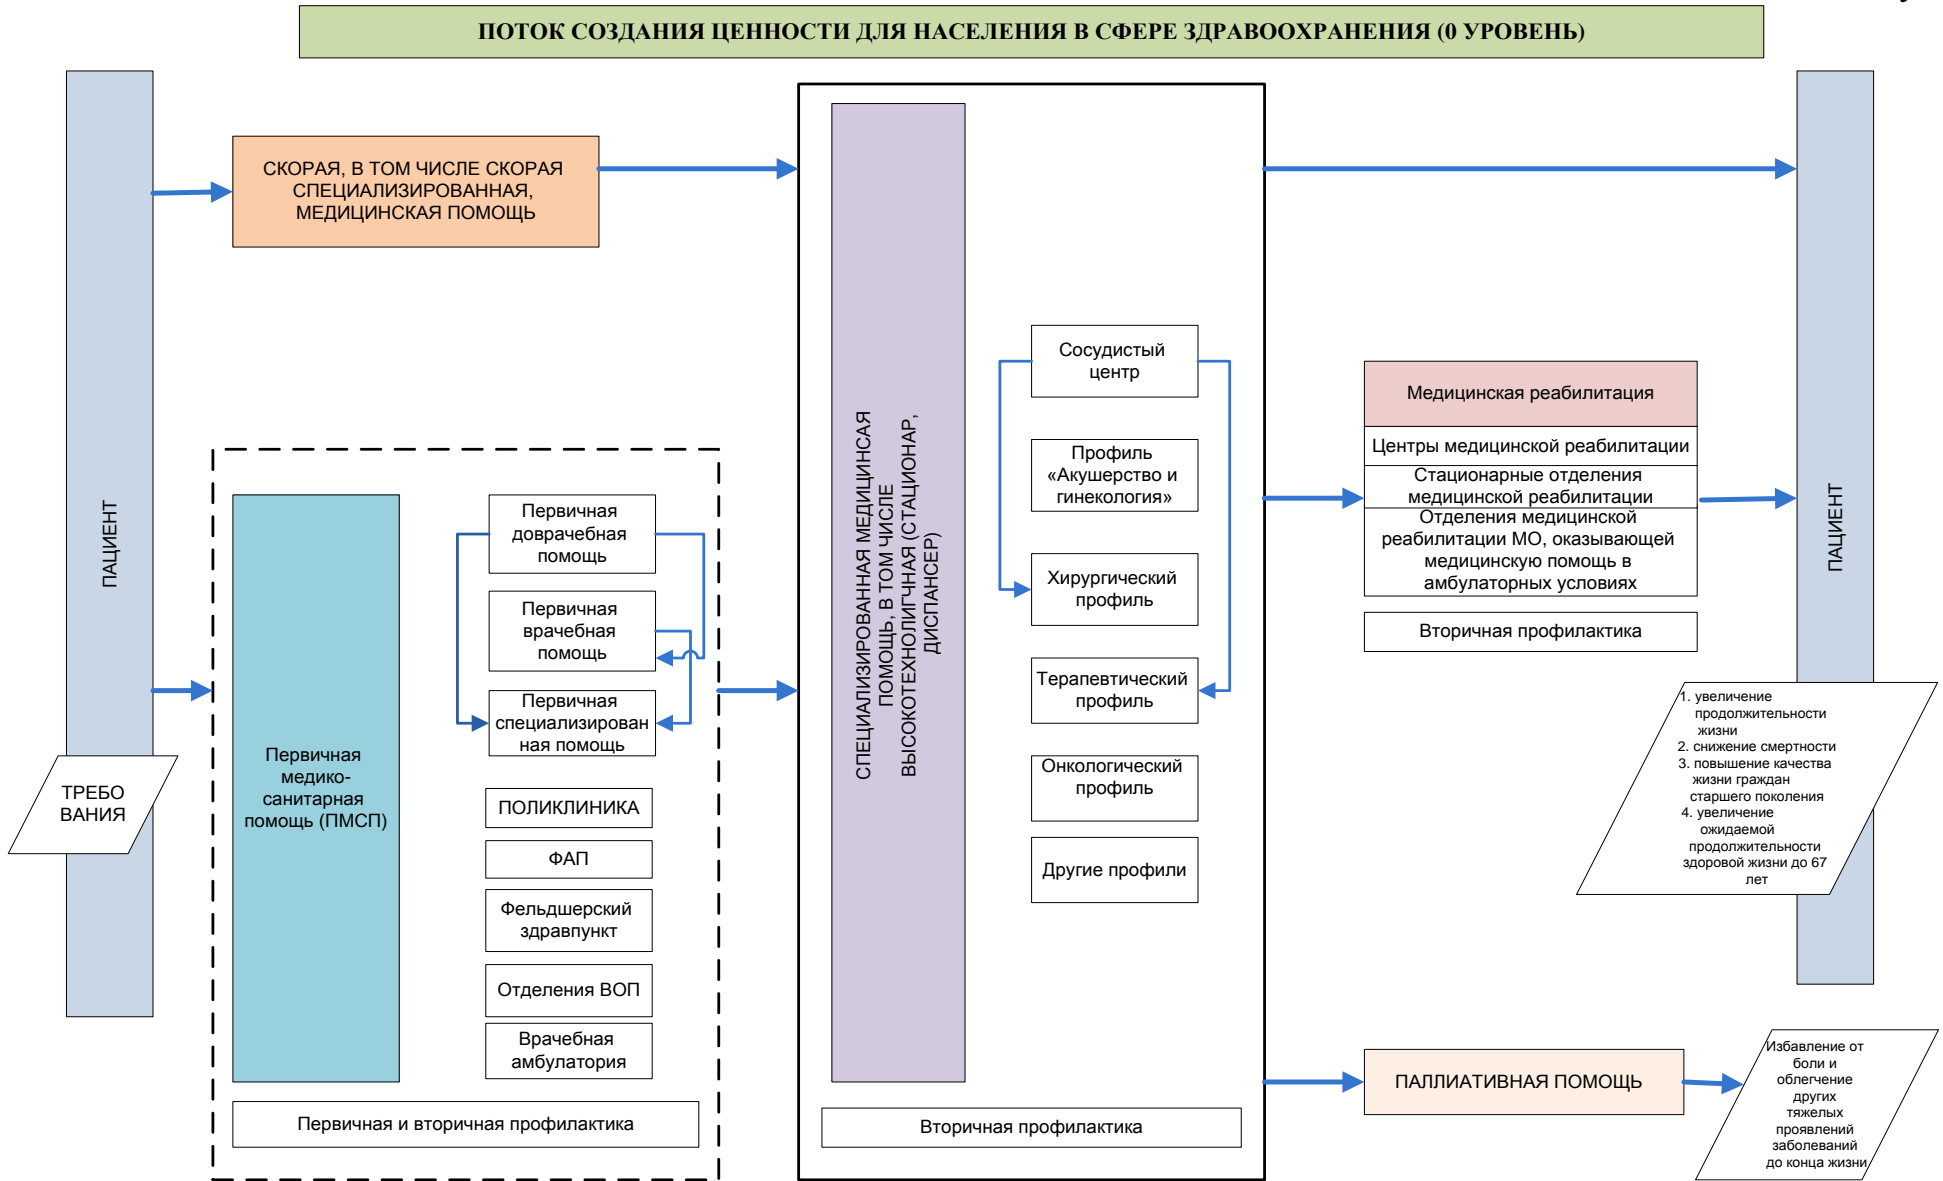 ПОТОК СОЗДАНИЯ ЦЕННОСТИ ДЛЯ НАСЕЛЕНИЯ В СФЕРЕ ЗДРАВООХРАНЕНИЯ (0 УРОВЕНЬ)
ПАЦИЕНТ
ТРЕБО
ВАНИЯ
СКОРАЯ, В ТОМ ЧИСЛЕ СКОРАЯ
СПЕЦИАЛИЗИРОВАННАЯ,
МЕДИЦИНСКАЯ ПОМОЩЬ
Первичная
медико-
санитарная
помощь (ПМСП)
Первичная
доврачебная
помощь
Первичная
врачебная
помощь
Первичная
специализирован
ная помощь
ПОЛИКЛИНИКА
ФАП
Фельдшерский
здравпункт
Отделения ВОП
Врачебная
амбулатория
Первичная и вторичная профилактика
СПЕЦИАЛИЗИРОВАННАЯ МЕДИЦИНСАЯ
ПОМОЩЬ, В ТОМ ЧИСЛЕ
ВЫСОКОТЕХНОЛИГЧНАЯ (СТАЦИОНАР,
ДИСПАНСЕР)
Сосудистый
центр
Профиль
«Акушерство и
гинекология»
Хирургический
профиль
Терапевтический
профиль
Онкологический
профиль
Другие профили
Вторичная профилактика
Медицинская реабилитация
Центры медицинской реабилитации
Стационарные отделения
медицинской реабилитации
Отделения медицинской
реабилитации МО, оказывающей
медицинскую помощь в
амбулаторных условиях
Вторичная профилактика
ПАЛЛИАТИВНАЯ ПОМОЩЬ
ПАЦИЕНТ
1. увеличение
продолжительности
жизни
2. снижение смертности
3. повышение качества
жизни граждан
старшего поколения
4. увеличение
ожидаемой
продолжительности
здоровой жизни до 67
лет
Избавление от
боли и
облегчение
других
тяжелых
проявлений
заболеваний
до конца жизни